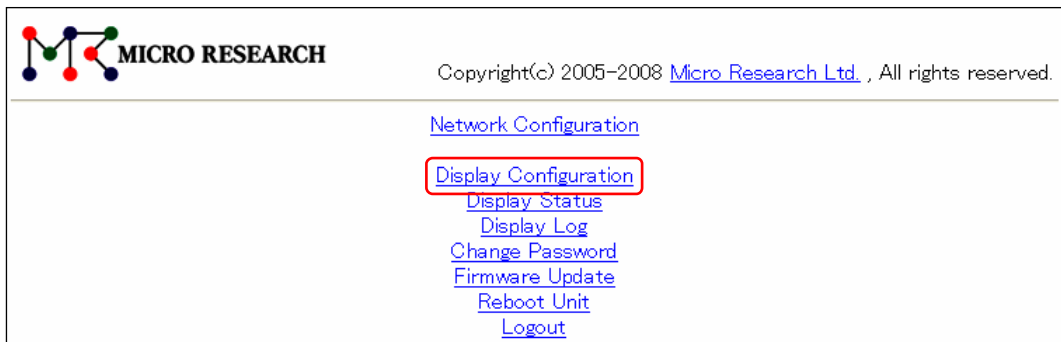 MICRO RESEARCH
Copyright(c) 2005-2008 Micro Research Ltd. , All rights reserved.
Network Configuration
Display Configuration
Display Status
Display Log
Change Password
Firmware Update
Reboot Unit
Logout